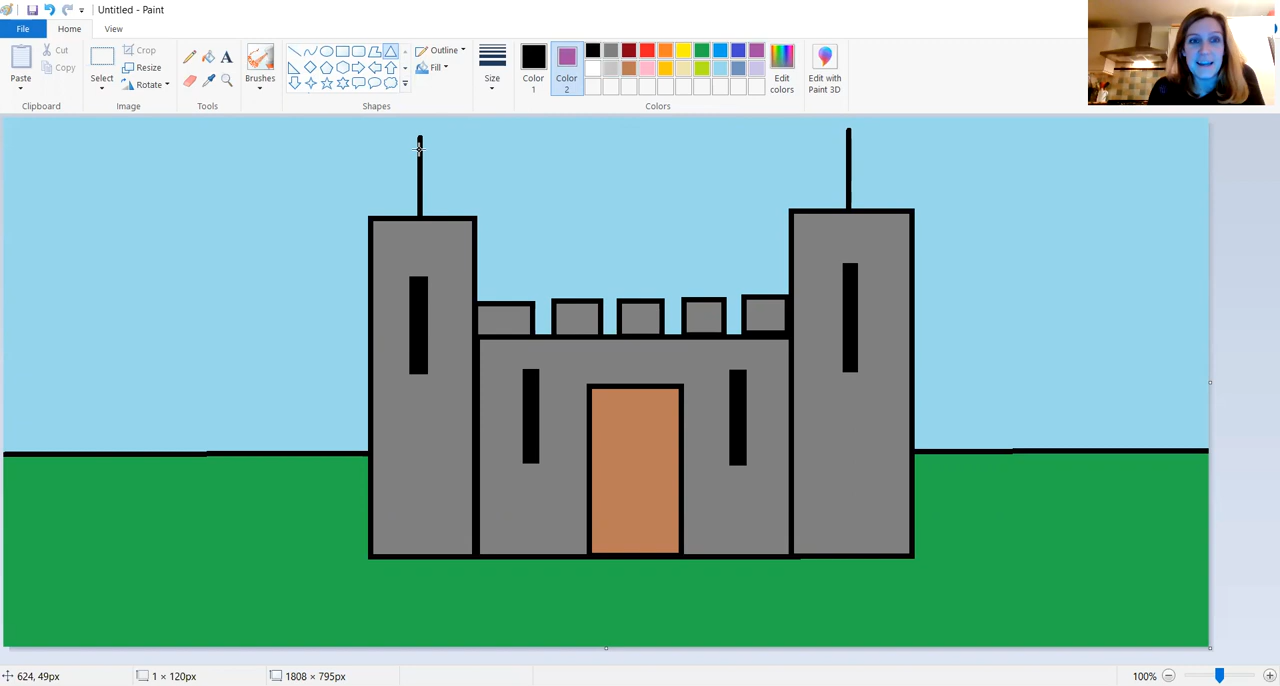 Untitled - Paint
File
Home
View
Paste
Cut
Copy
Clipboard
Select
Crop
Resize
Rotate
Image
A
Tools
Brushes
Outline
Fill
Shapes
Size
Color
1
Color
2
Edit
colors
Colors
Edit with
Paint 3D
624, 49px
1 × 120px
1808 × 795px
100%